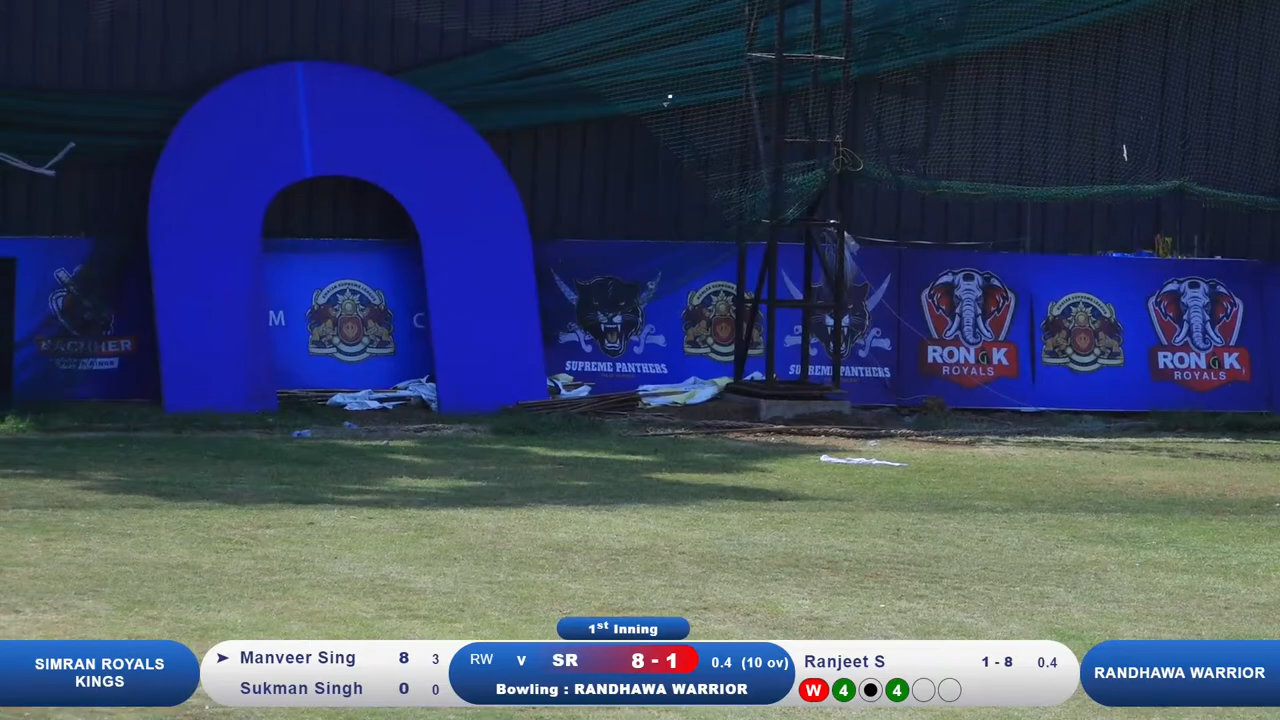 M
C
SUPREME PANTHERS
SUPREME PANTHERS
RONAK
ROYALS
RONAK
ROYALS
1st Inning
SIMRAN ROYALS
KINGS
➤ Manveer Sing 8 3
Sukman Singh 0 0
RW v SR 8 - 1 0.4 (10 ov)
Bowling : RANDHAWA WARRIOR
Ranjeet S 1 - 8 0.4
W 4 4
RANDHAWA WARRIOR